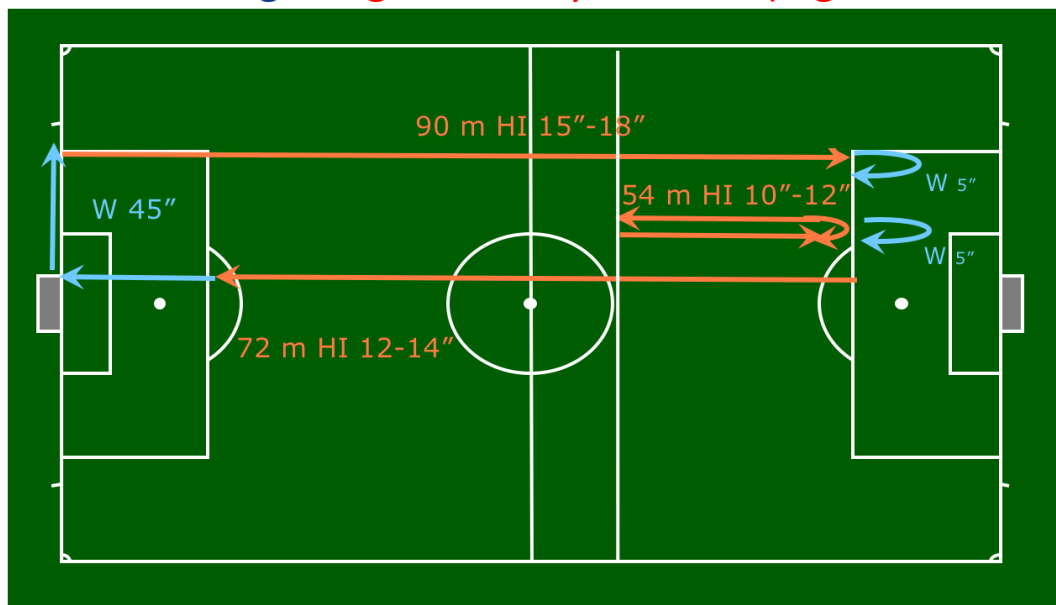 90 m HI 15”-18”
54 m HI 10”-12”
W 5”
W 45”
W 5”
72 m HI 12-14”